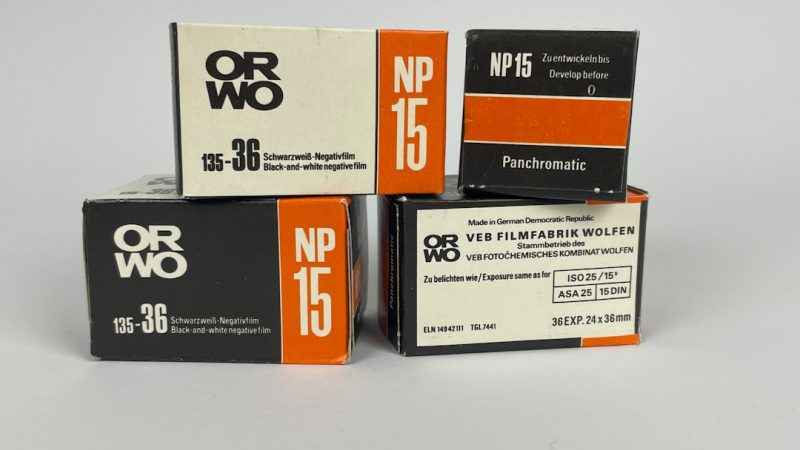 OR
WO
135-36 Schwarzweiß-Negativfilm
Black-and-white negative film
NP
15
NP15 Zu entwickeln bis
Develop before
0
Panchromatic
OR
WO
135-36 Schwarzweiß-Negativfilm
Black-and-white negative film
NP
15
Panchromatic
Made in German Democratic Republic
OR
WO
VEB FILMFABRIK WOLFEN
Stammbetrieb des
VEB FOTOCHEMISCHES KOMBINAT WOLFEN
Zu belichten wie/Exposure same as for
ISO 25/15°
ASA 25 15 DIN
ELN 14942111 TGL 7441
36 EXP. 24 x 36 mm